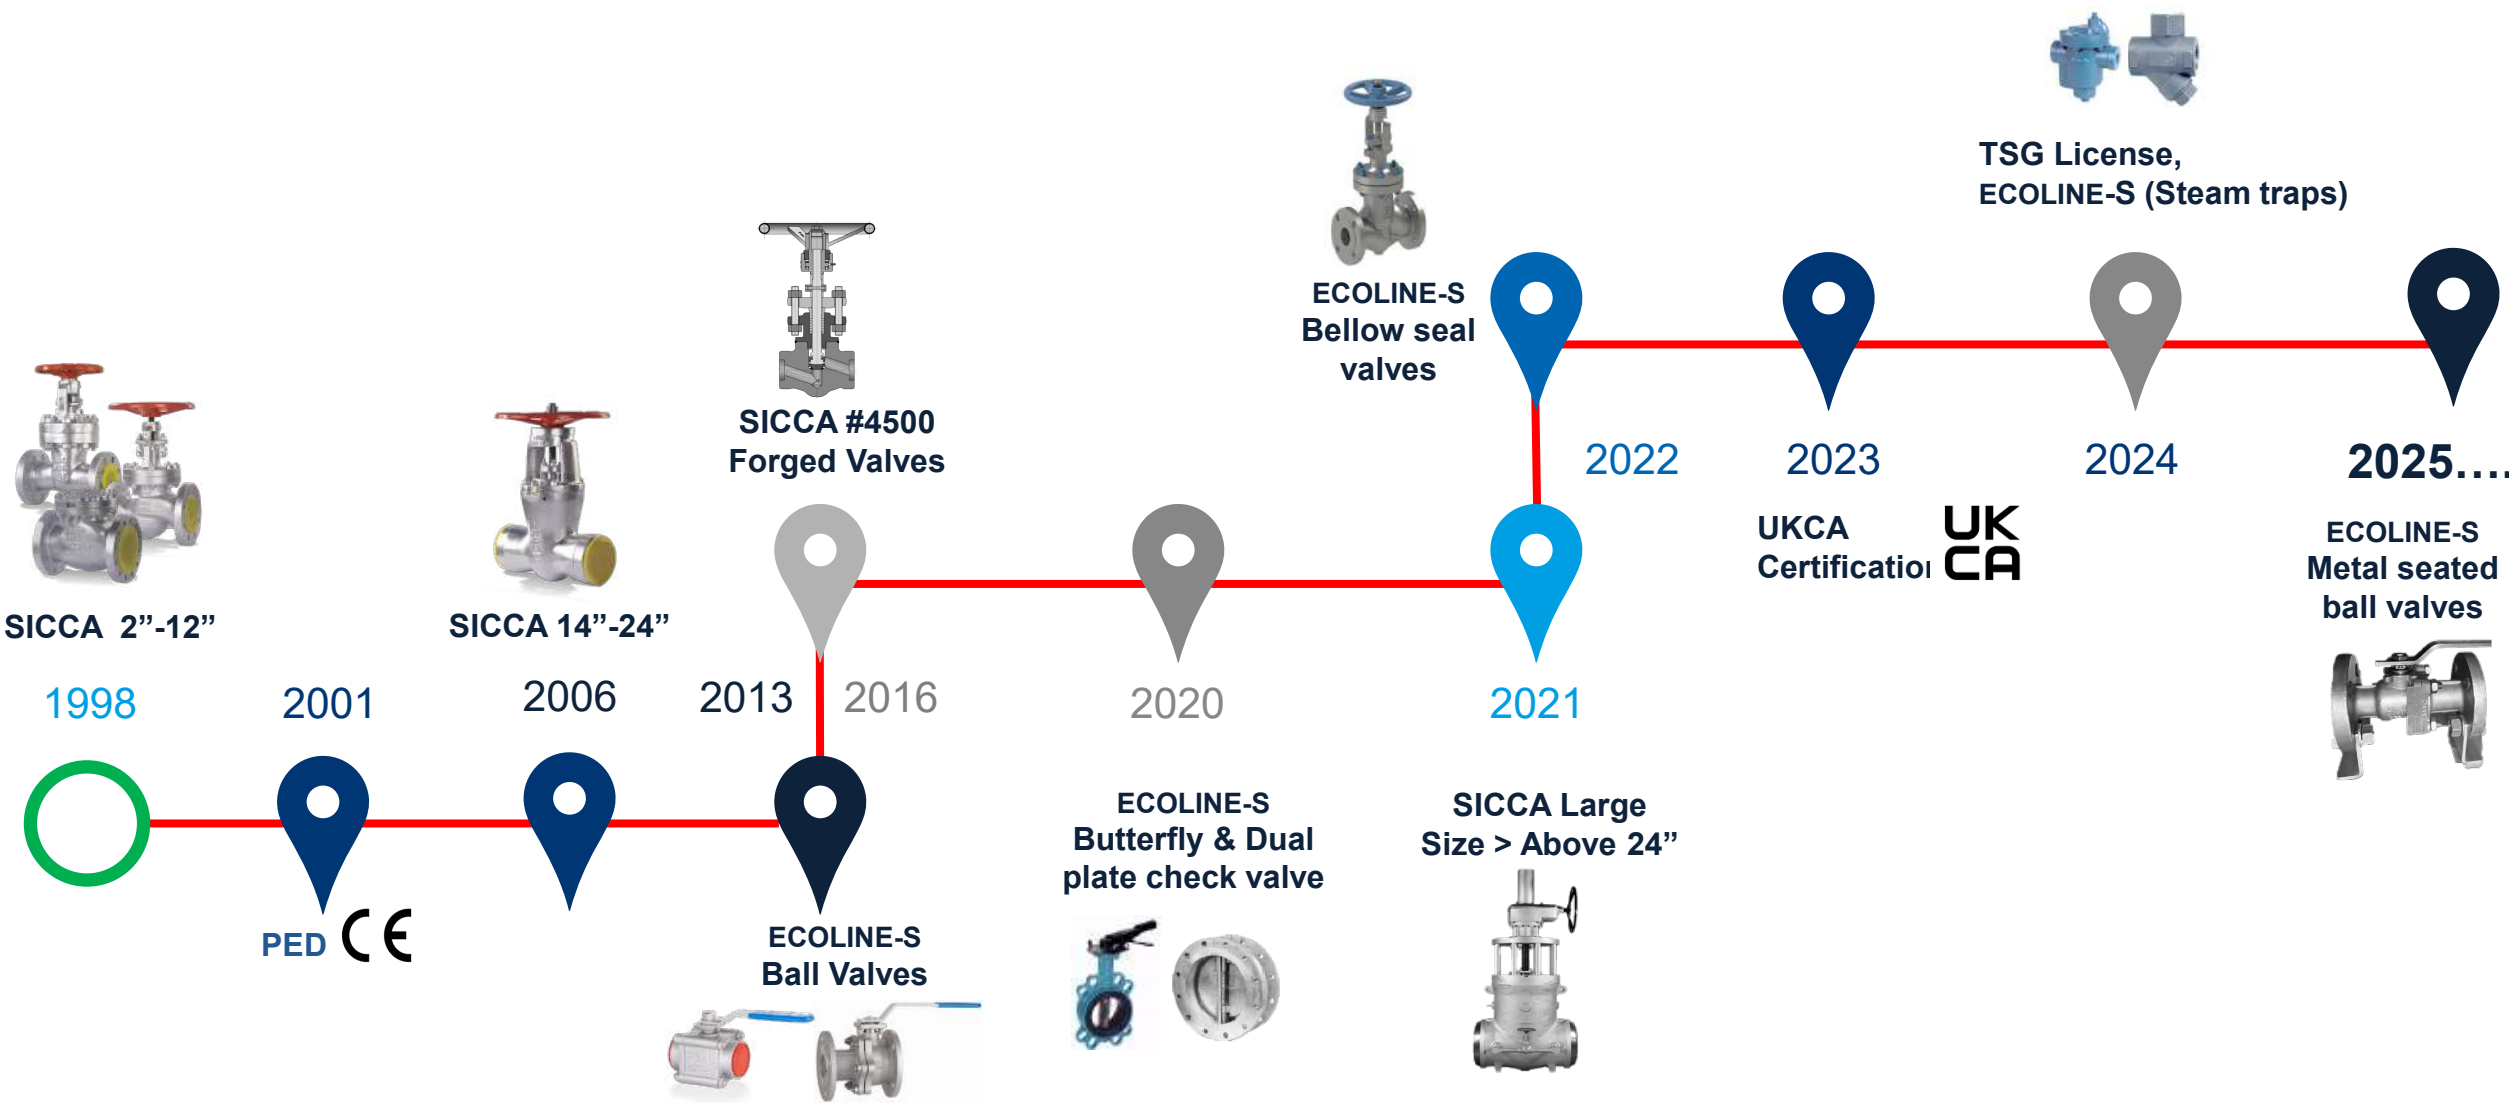 TSG License,
ECOLINE-S (Steam traps)
ECOLINE-S
Bellow seal
valves
SICCA #4500
Forged Valves
2022
2023
2024
2025....
UKCA
Certification
UK
CA
ECOLINE-S
Metal seated
ball valves
SICCA 2”-12”
SICCA 14”-24”
1998
2001
2006
2013
2016
2020
2021
PED CE
ECOLINE-S
Ball Valves
ECOLINE-S
Butterfly & Dual
plate check valve
SICCA Large
Size > Above 24”